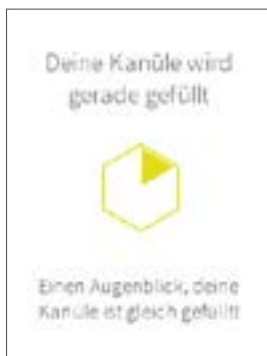 Deine Kanüle wird
gerade gefüllt
Einen Augenblick, deine
Kanüle ist gleich gefüllt!